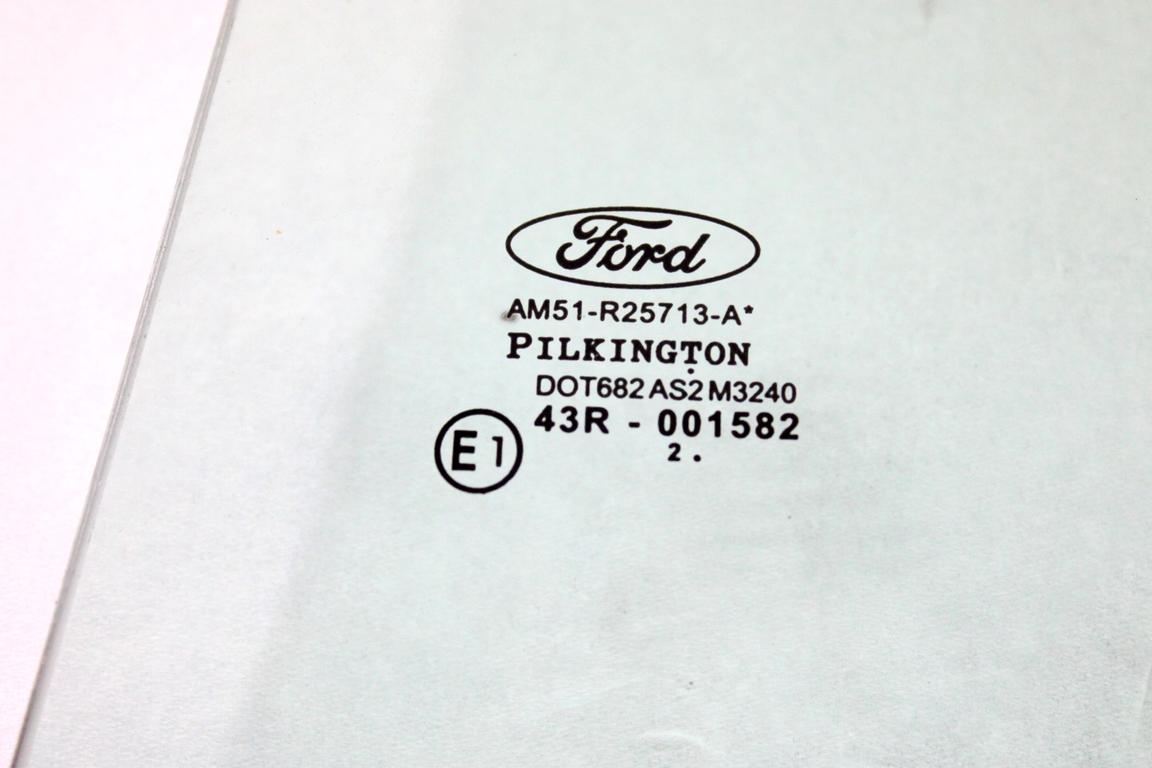 Ford
AM51-R25713-A*
PILKINGTON
DOT682 AS2 M3240
43R - 001582
E1
2 .